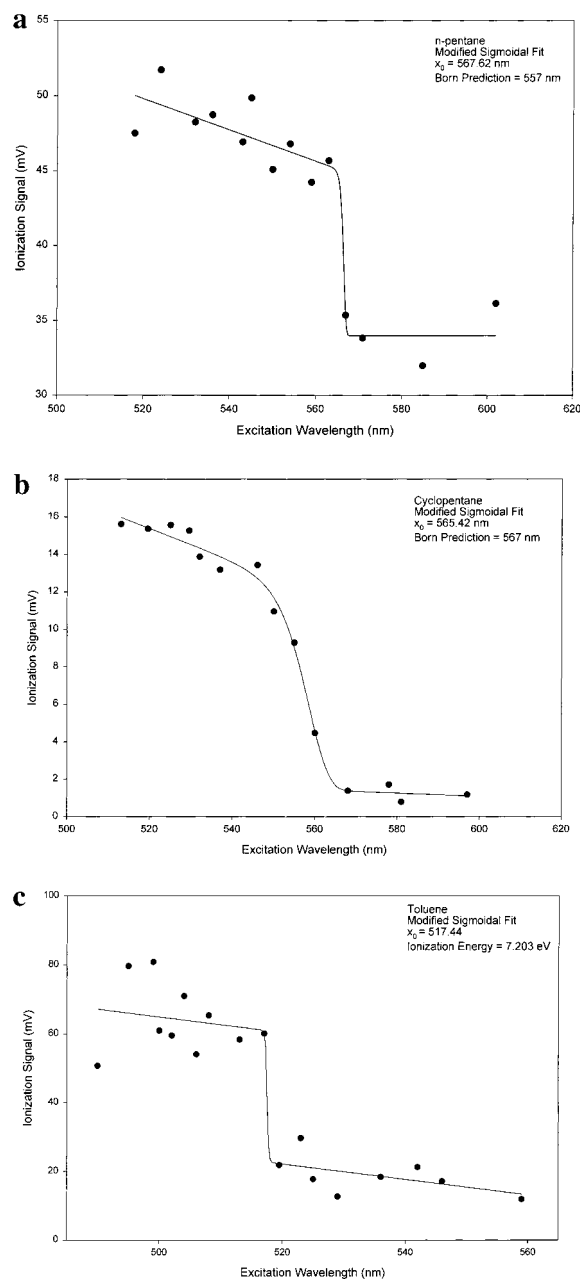 a
n-pentane
Modified Sigmoidal Fit
x0 = 567.62 nm
Born Prediction = 557 nm
55
50
45
40
35
30
Ionization Signal (mV)
500 520 540 560 580 600 620
Excitation Wavelength (nm)
b
Cyclopentane
Modified Sigmoidal Fit
x0 = 565.42 nm
Born Prediction = 567 nm
18
16
14
12
10
8
6
4
2
0
Ionization Signal (mV)
500 520 540 560 580 600 620
Excitation Wavelength (nm)
c
Toluene
Modified Sigmoidal Fit
x0 = 517.44
Ionization Energy = 7.203 eV
100
80
60
40
20
0
Ionization Signal (mV)
500 520 540 560
Excitation Wavelength (nm)